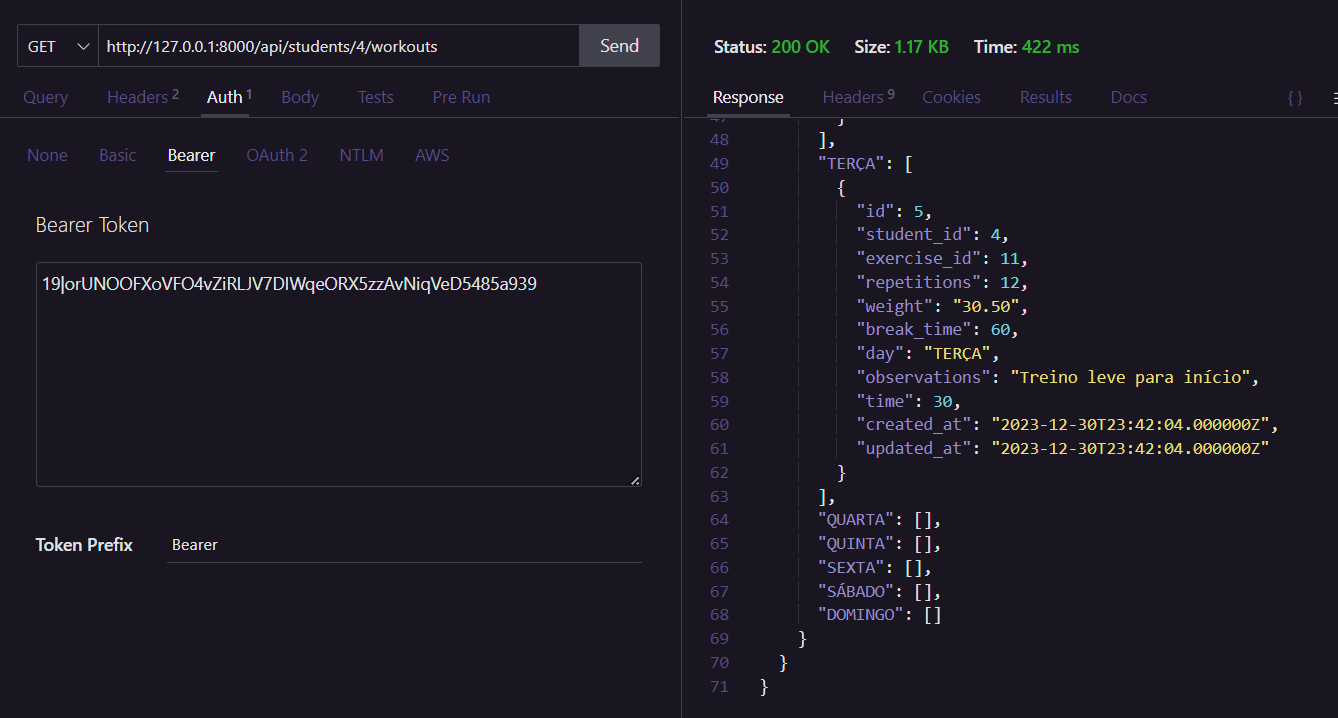 GET http://127.0.0.1:8000/api/students/4/workouts Send
Query Headers 2 Auth 1 Body Tests Pre Run
None Basic Bearer OAuth 2 NTLM AWS
Bearer Token
19|orUNOOFXoVFO4vZiRLJV7DIWqeORX5zzAvNiqVeD5485a939
Token Prefix Bearer
Status: 200 OK Size: 1.17 KB Time: 422 ms
Response Headers 9 Cookies Results Docs { }
47 }
48 ],
49 "TERÇA": [
50 {
51 "id": 5,
52 "student_id": 4,
53 "exercise_id": 11,
54 "repetitions": 12,
55 "weight": "30.50",
56 "break_time": 60,
57 "day": "TERÇA",
58 "observations": "Treino leve para início",
59 "time": 30,
60 "created_at": "2023-12-30T23:42:04.000000Z",
61 "updated_at": "2023-12-30T23:42:04.000000Z"
62 }
63 ],
64 "QUARTA": [],
65 "QUINTA": [],
66 "SEXTA": [],
67 "SÁBADO": [],
68 "DOMINGO": []
69 }
70 }
71 }